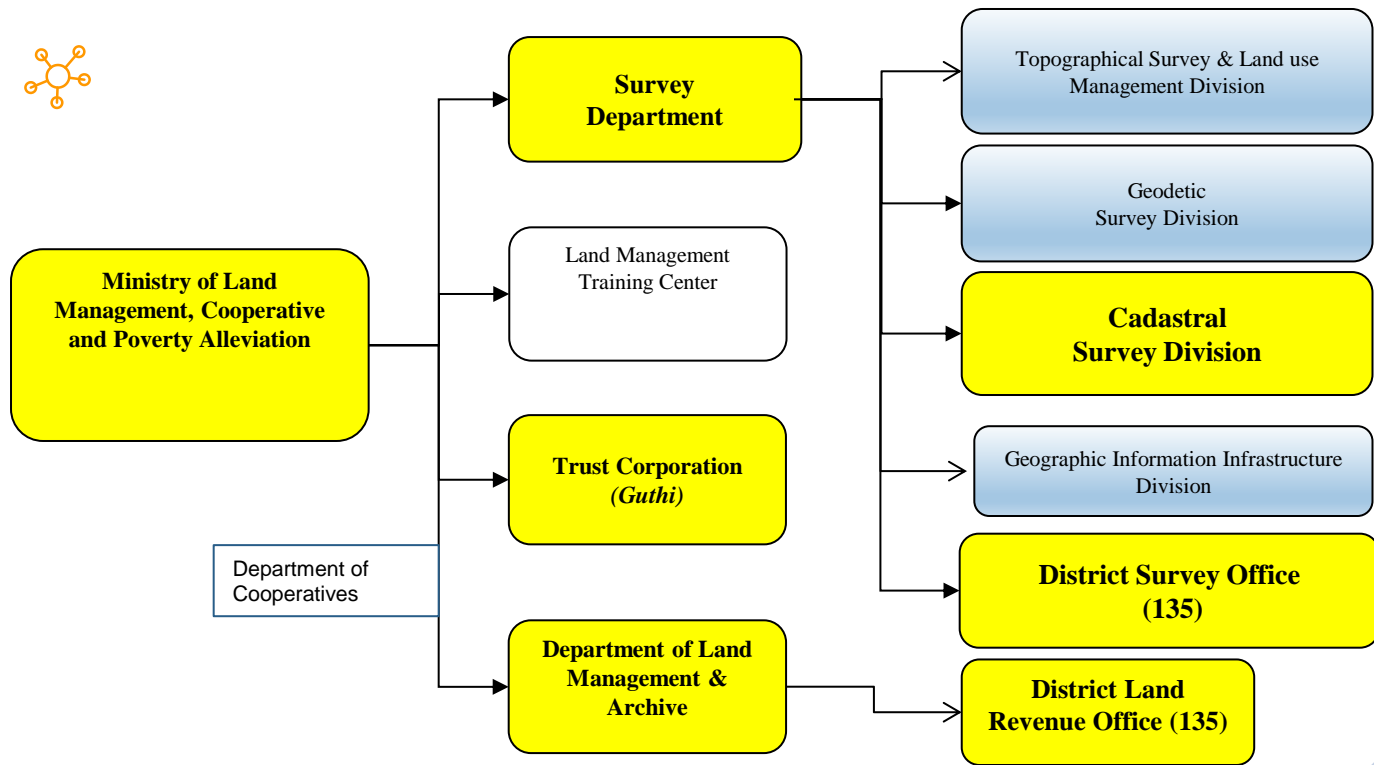 Ministry of Land
Management, Cooperative
and Poverty Alleviation
Survey
Department
Land Management
Training Center
Trust Corporation
(Guthi)
Department of
Cooperatives
Department of Land
Management &
Archive
Topographical Survey & Land use
Management Division
Geodetic
Survey Division
Cadastral
Survey Division
Geographic Information Infrastructure
Division
District Survey Office
(135)
District Land
Revenue Office (135)